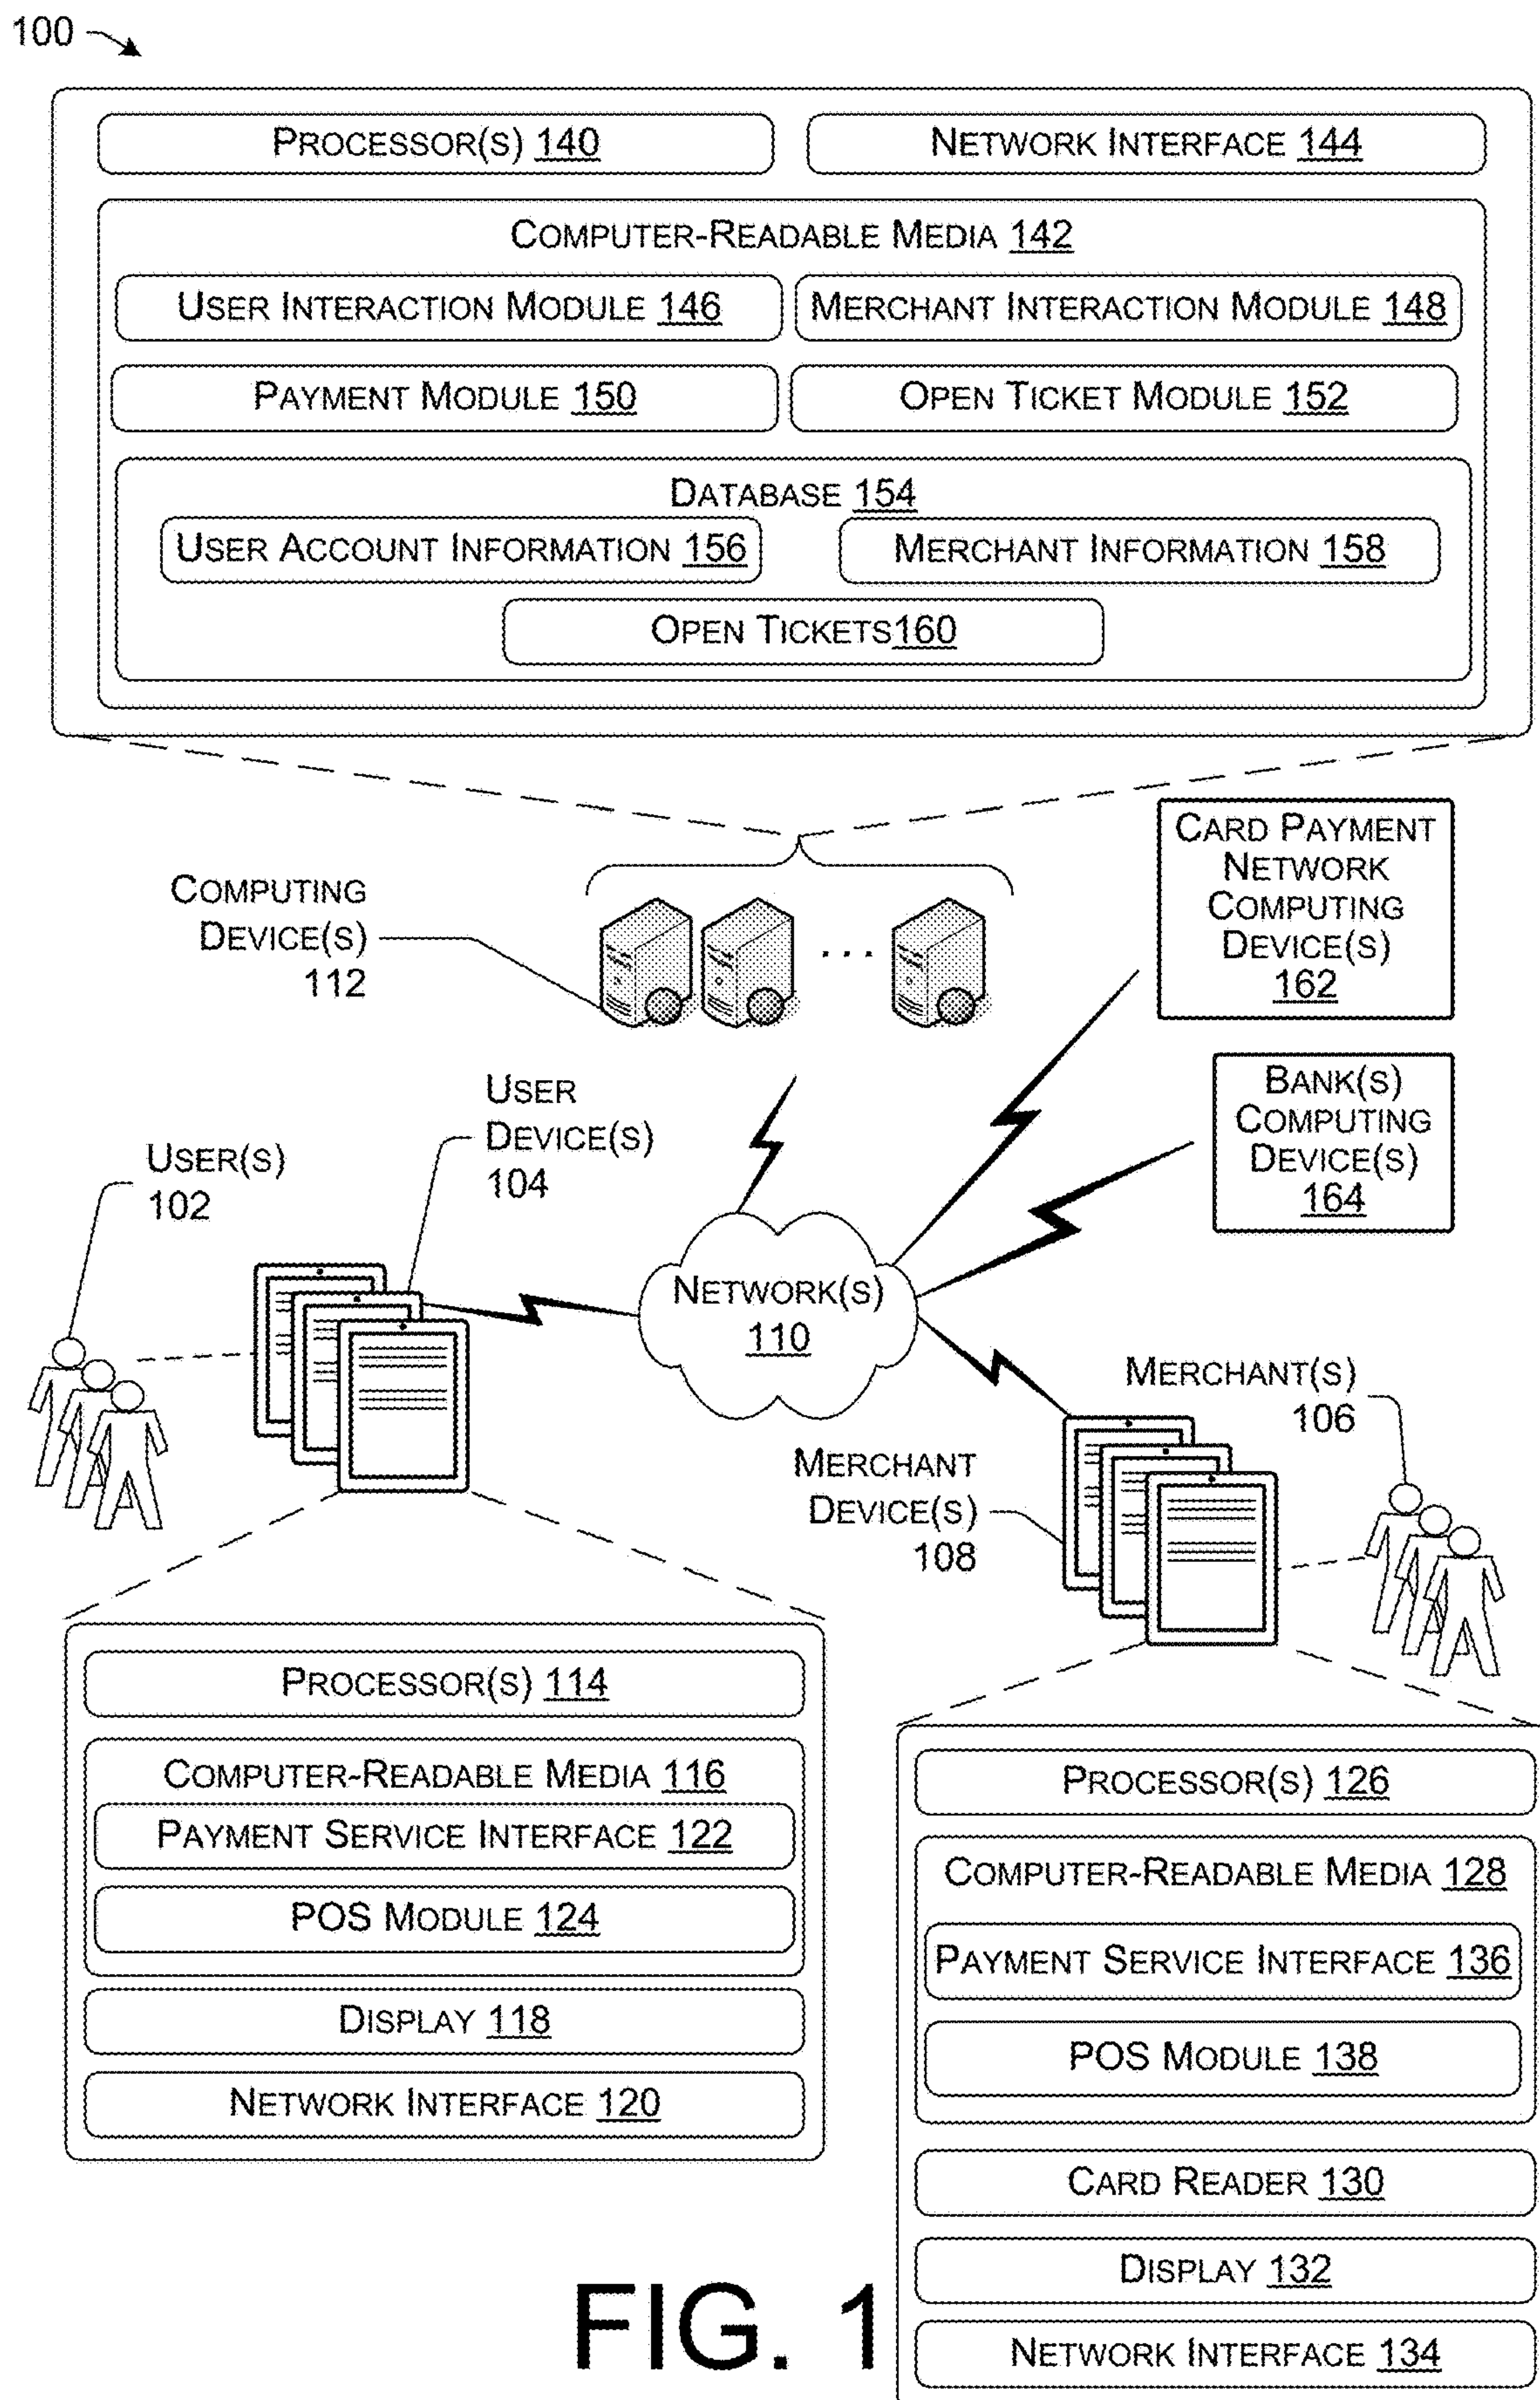 100
PROCESSOR(S) 140
NETWORK INTERFACE 144
COMPUTER-READABLE MEDIA 142
USER INTERACTION MODULE 146
MERCHANT INTERACTION MODULE 148
PAYMENT MODULE 150
OPEN TICKET MODULE 152
DATABASE 154
USER ACCOUNT INFORMATION 156
MERCHANT INFORMATION 158
OPEN TICKETS160
COMPUTING
DEVICE(S)
112
...
CARD PAYMENT
NETWORK
COMPUTING
DEVICE(S)
162
BANK(S)
COMPUTING
DEVICE(S)
164
USER
DEVICE(S)
104
USER(S)
102
NETWORK(S)
110
MERCHANT(S)
106
MERCHANT
DEVICE(S)
108
PROCESSOR(S) 114
COMPUTER-READABLE MEDIA 116
PAYMENT SERVICE INTERFACE 122
POS MODULE 124
DISPLAY 118
NETWORK INTERFACE 120
PROCESSOR(S) 126
COMPUTER-READABLE MEDIA 128
PAYMENT SERVICE INTERFACE 136
POS MODULE 138
CARD READER 130
DISPLAY 132
NETWORK INTERFACE 134
FIG. 1